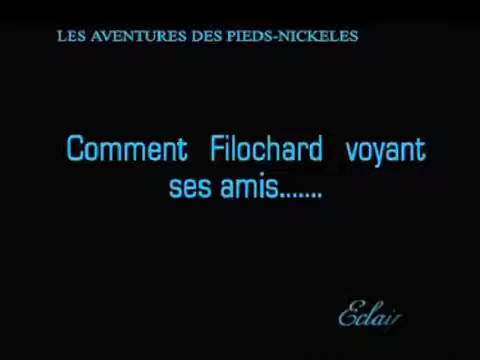 LES AVENTURES DES PIEDS-NICKELES
Comment Filochard voyant
ses amis.......
Eclair